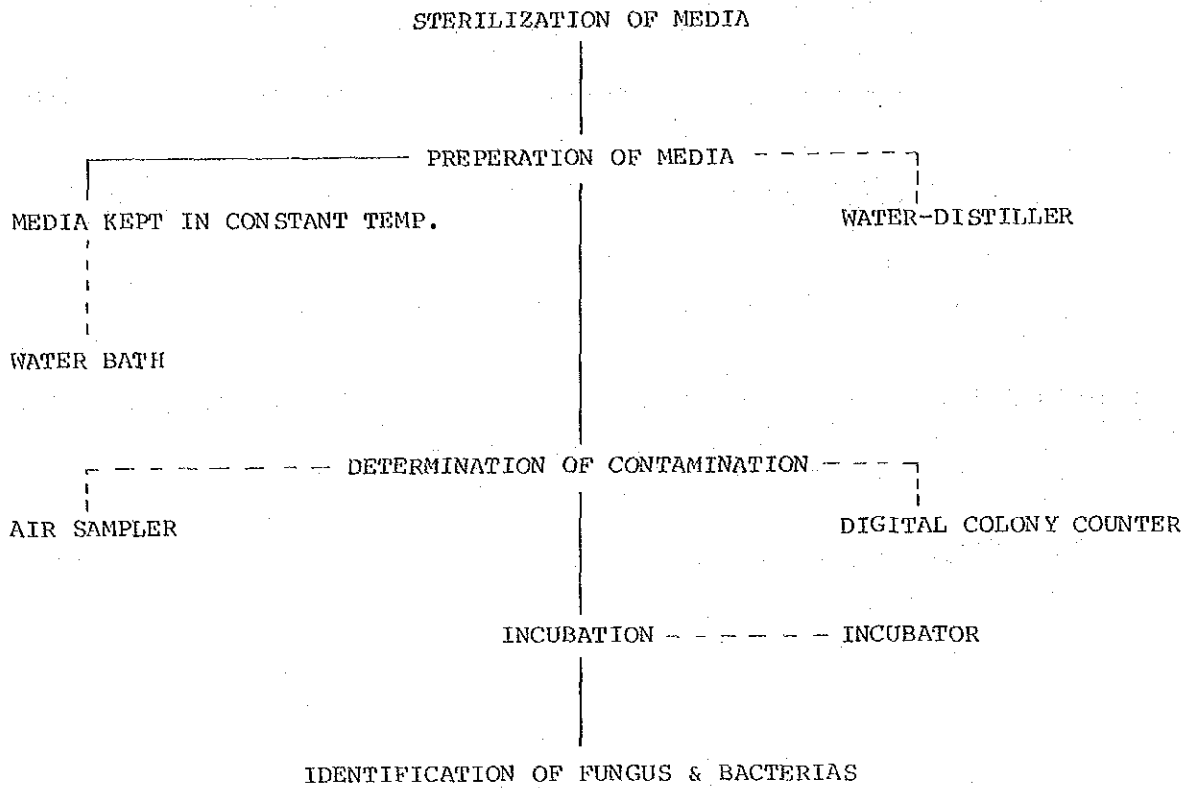 STERILIZATION OF MEDIA
PREPERATION OF MEDIA
MEDIA KEPT IN CONSTANT TEMP.
WATER-DISTILLER
WATER BATH
DETERMINATION OF CONTAMINATION
AIR SAMPLER
DIGITAL COLONY COUNTER
INCUBATION
INCUBATOR
IDENTIFICATION OF FUNGUS & BACTERIAS